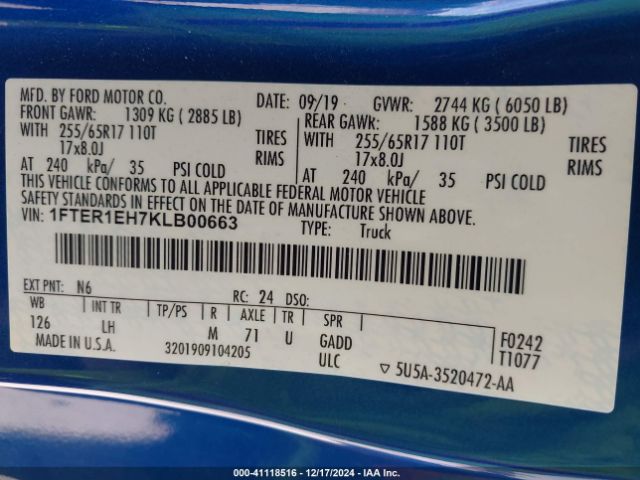 MFD. BY FORD MOTOR CO.
DATE: 09/19 GVWR: 2744 KG ( 6050 LB)
FRONT GAWR: 1309 KG ( 2885 LB)
REAR GAWR: 1588 KG ( 3500 LB)
WITH 255/65R17 110T TIRES
WITH 255/65R17 110T TIRES
17x8.0J RIMS
17x8.0J RIMS
AT 240 kPa/ 35 PSI COLD
AT 240 kPa/ 35 PSI COLD
THIS VEHICLE CONFORMS TO ALL APPLICABLE FEDERAL MOTOR VEHICLE
SAFETY STANDARDS IN EFFECT ON THE DATE OF MANUFACTURE SHOWN ABOVE.
VIN: 1FTER1EH7KLB00663
TYPE: Truck
EXT PNT: N6 RC: 24 DSO:
WB INT TR TP/PS R AXLE TR SPR
126 LH M 71 U GADD F0242
ULC T1077
MADE IN U.S.A. 3201909104205
▽ 5U5A-3520472-AA
000-41118516 - 12/17/2024 - IAA Inc.